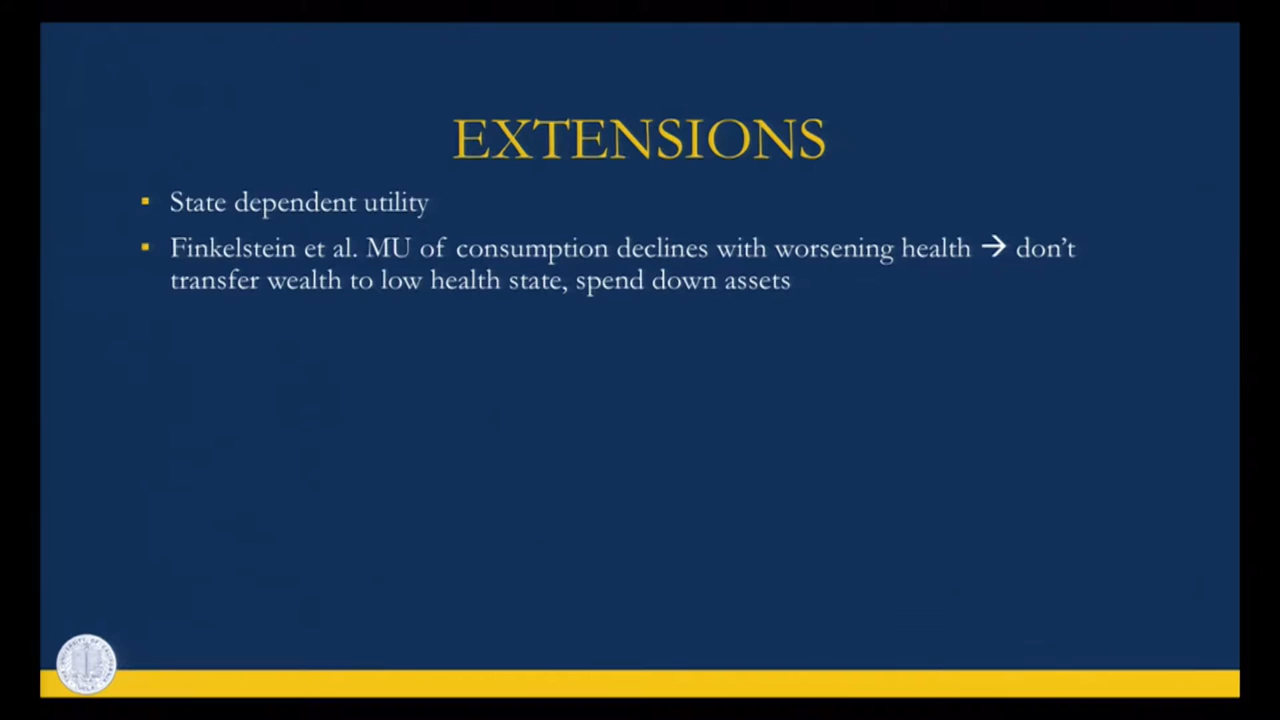 EXTENSIONS
▪ State dependent utility
▪ Finkelstein et al. MU of consumption declines with worsening health → don’t
transfer wealth to low health state, spend down assets